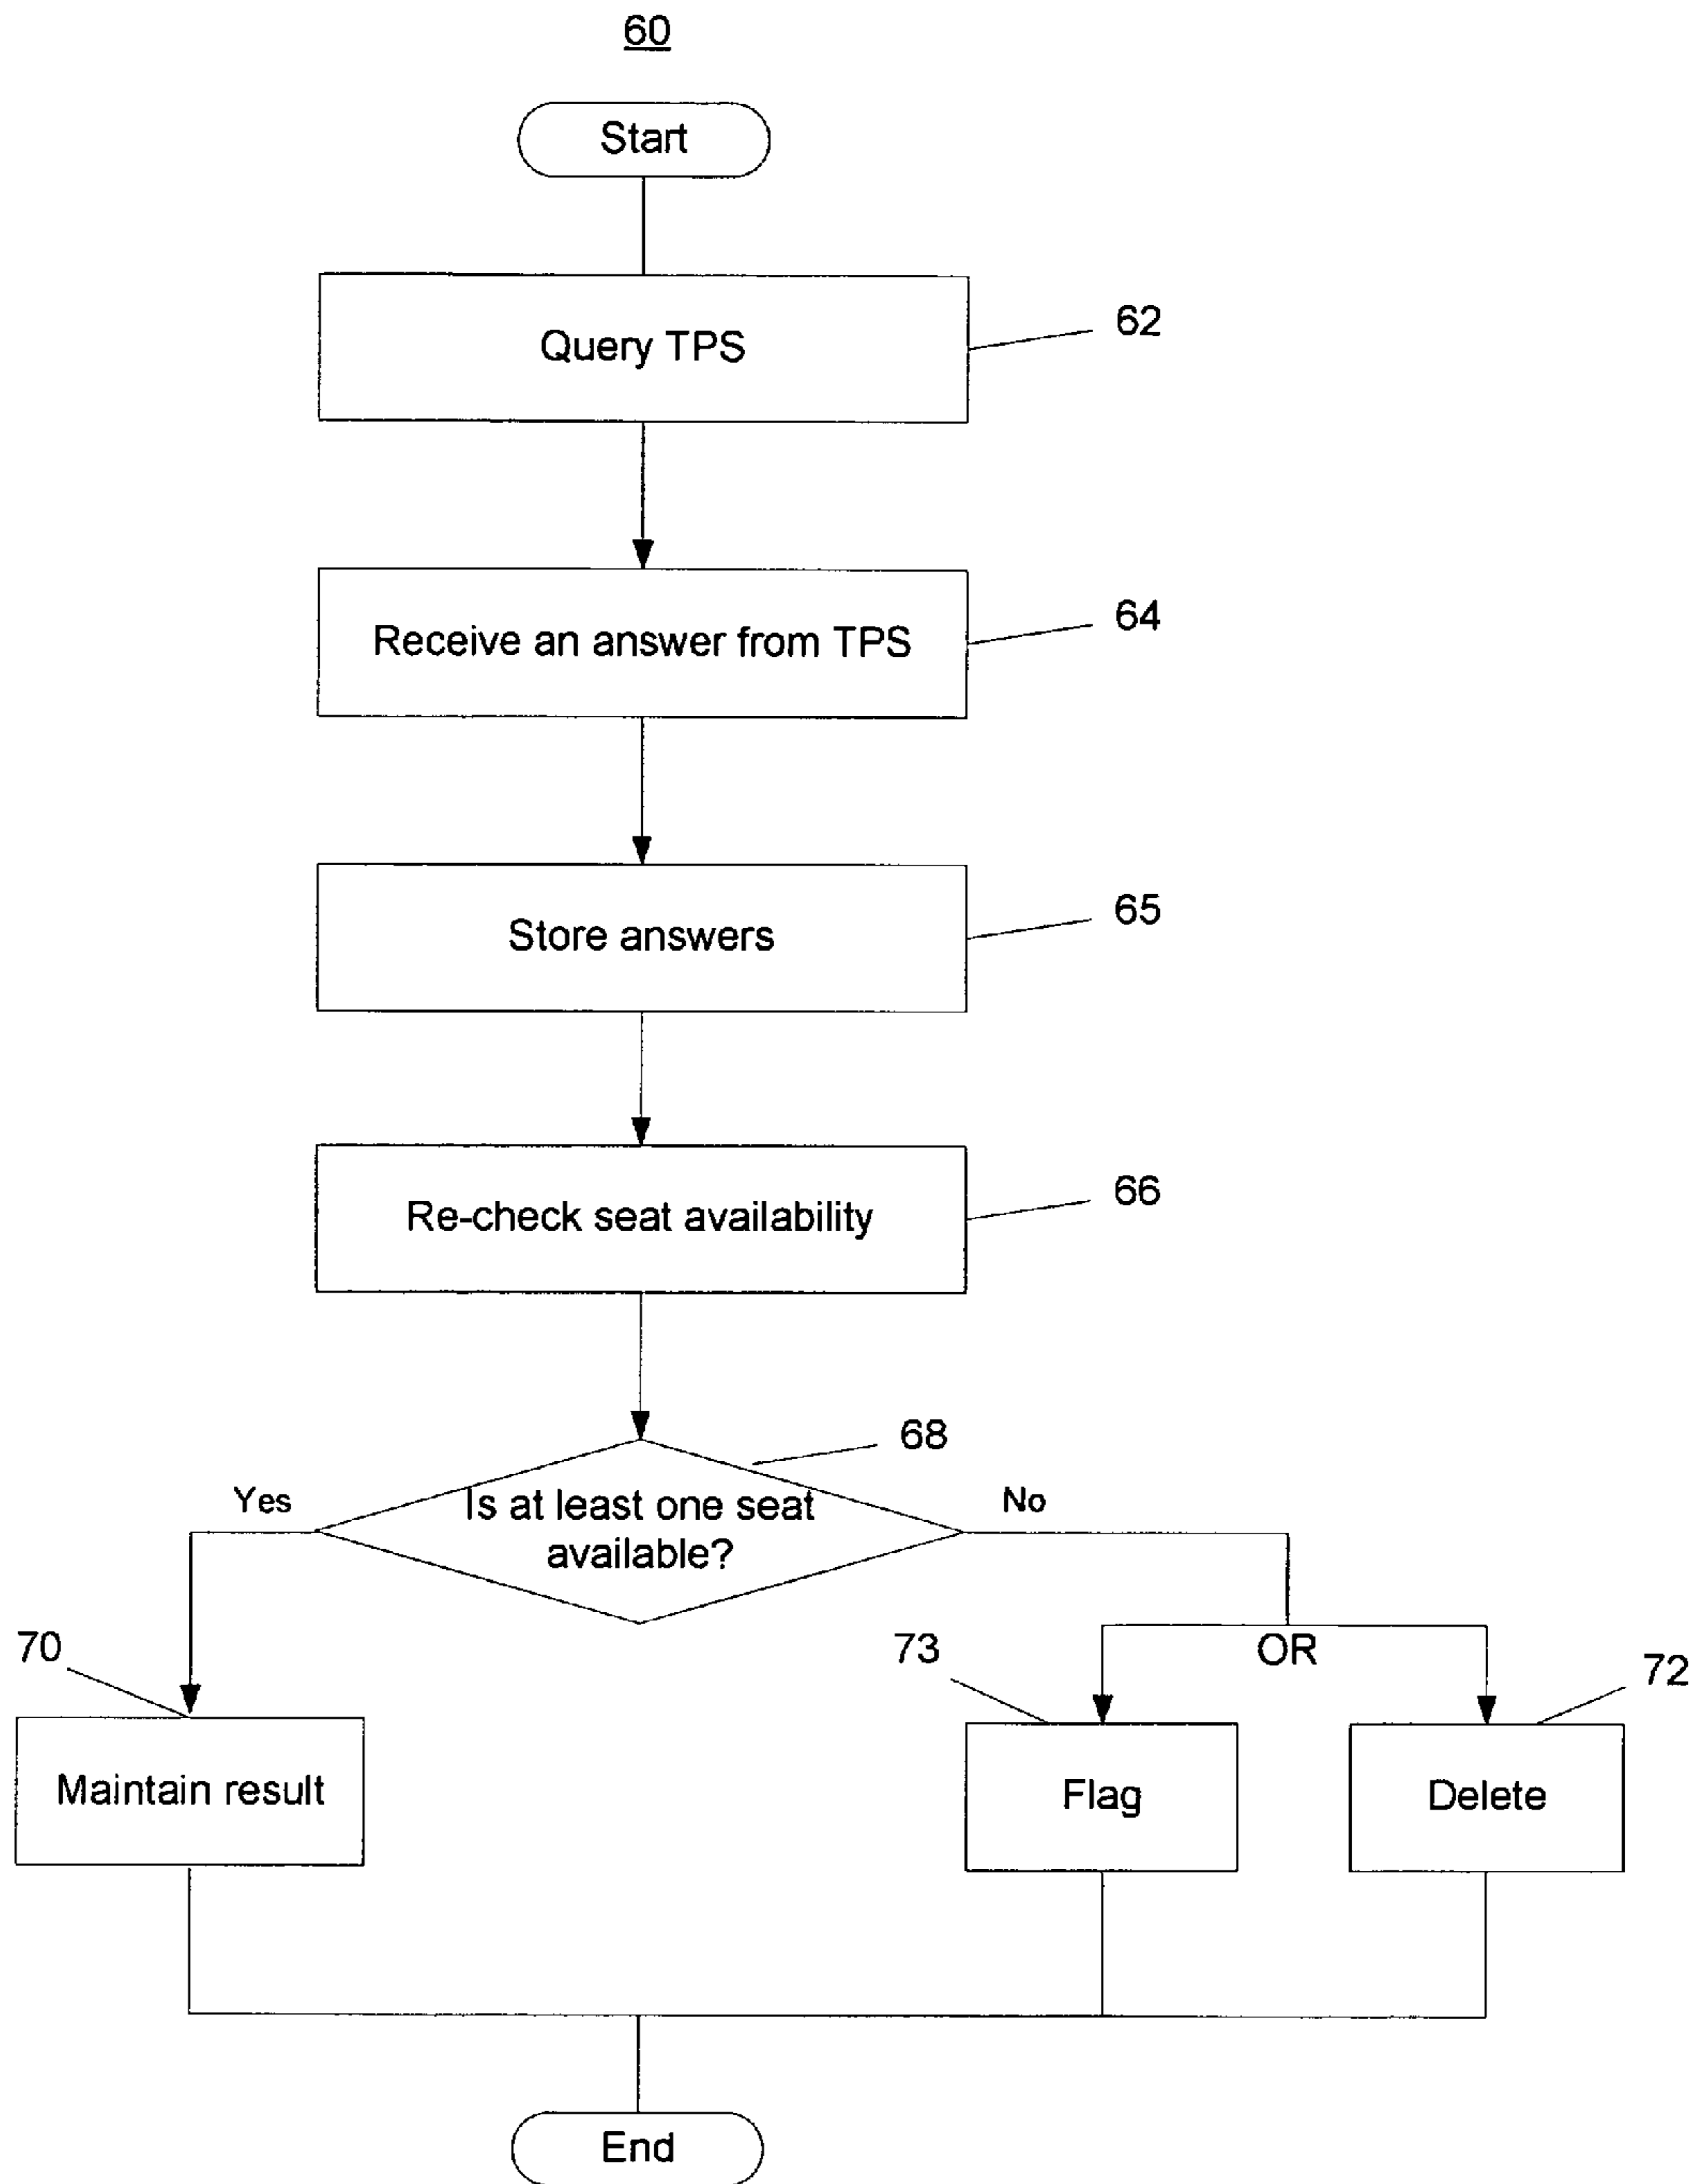 60
Start
Query TPS
62
Receive an answer from TPS
64
Store answers
65
Re-check seat availability
66
68
Yes
Is at least one seat
available?
No
OR
70
73
72
Maintain result
Flag
Delete
End